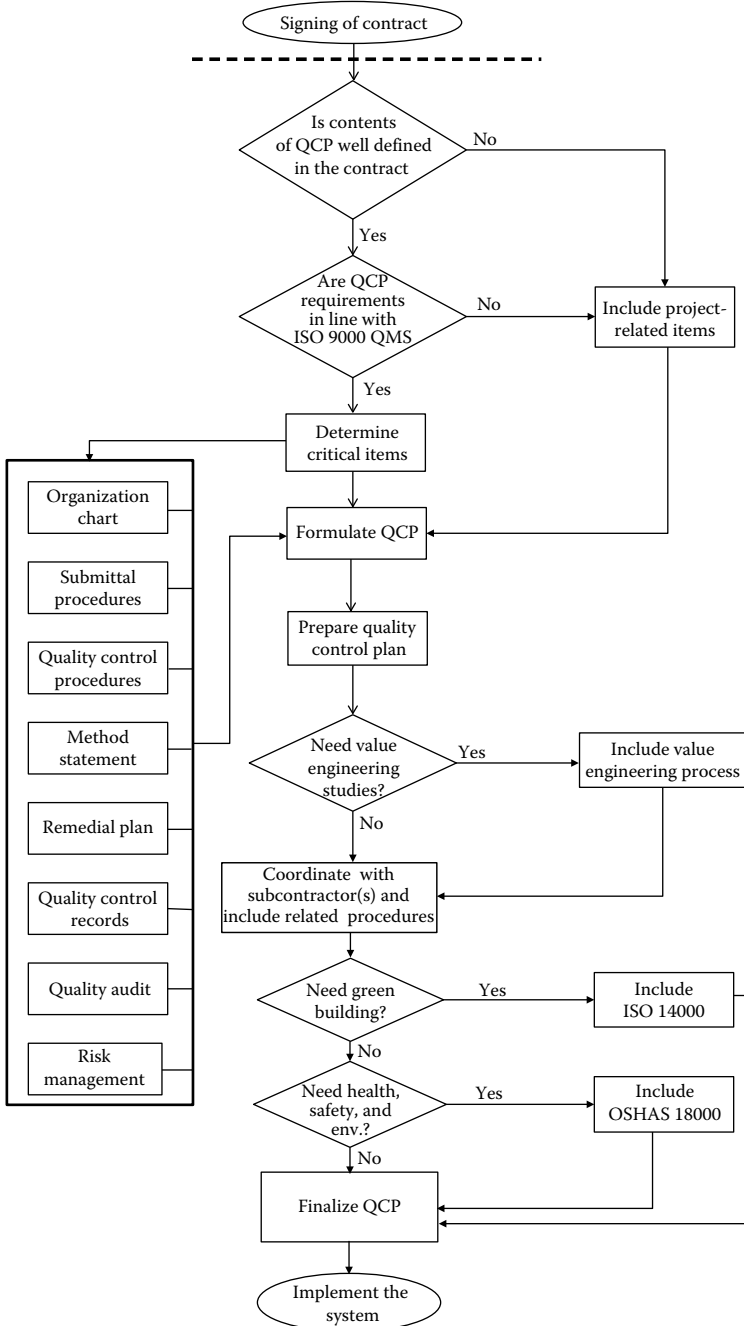 Signing of contract
Is contents
of QCP well defined
in the contract
No
Yes
Are QCP
requirements
in line with
ISO 9000 QMS
No
Include project-
related items
Yes
Determine
critical items
Organization
chart
Formulate QCP
Submittal
procedures
Prepare quality
control plan
Quality control
procedures
Method
statement
Need value
engineering
studies?
Yes
Include value
engineering process
No
Remedial plan
Coordinate with
subcontractor(s) and
include related procedures
Quality control
records
Quality audit
Need green
building?
Yes
Include
ISO 14000
No
Risk
management
Need health,
safety, and
env.?
Yes
Include
OSHAS 18000
No
Finalize QCP
Implement the
system